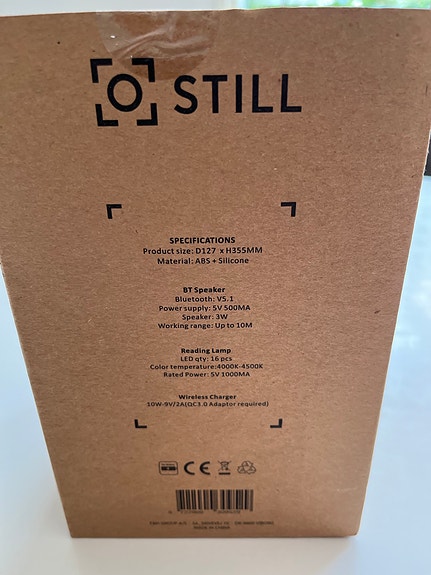 STILL
SPECIFICATIONS
Product size: D127 x H355MM
Material: ABS + Silicone
BT Speaker
Bluetooth: V5.1
Power supply: 5V 500MA
Speaker: 3W
Working range: Up to 10M
Reading Lamp
LED qty: 16 pcs
Color temperature:4000K-4500K
Rated Power: 5V 1000MA
Wireless Charger
10W-9V/2A(QC3.0 Adaptor required)
CE
MADE IN CHINA